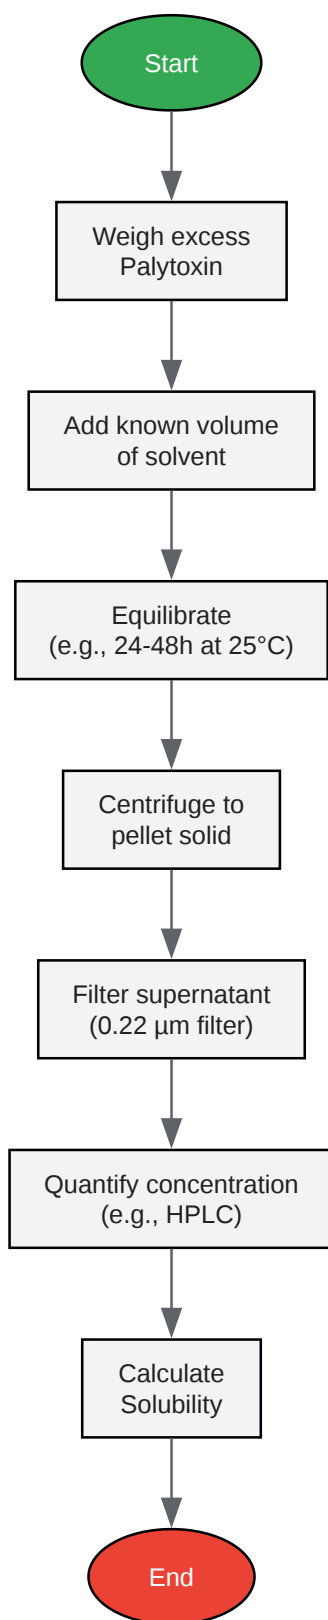 Start
Weigh excess
Palytoxin
Add known volume
of solvent
Equilibrate
(e.g., 24-48h at 25°C)
Centrifuge to
pellet solid
Filter supernatant
(0.22 µm filter)
Quantify concentration
(e.g., HPLC)
Calculate
Solubility
End